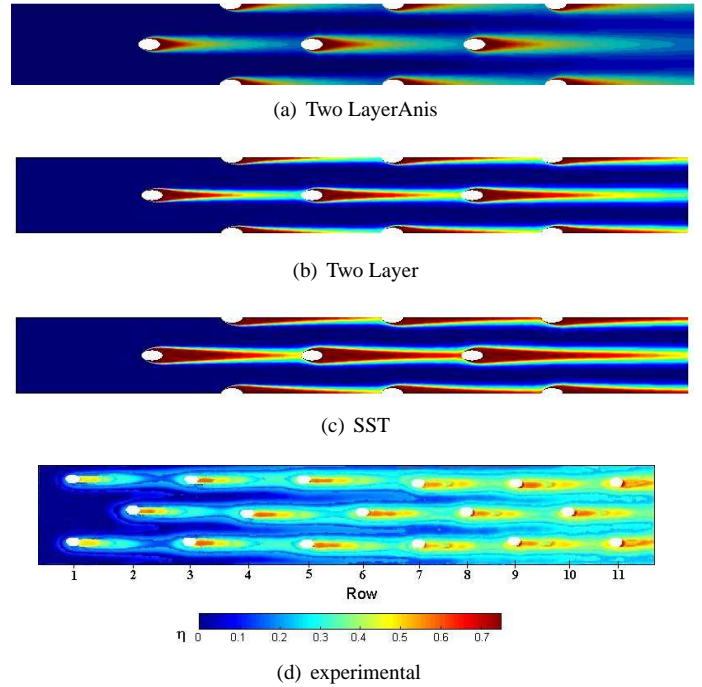 (a) Two LayerAnis
(b) Two Layer
(c) SST
1 2 3 4 5 6 7 8 9 10 11
Row
η 0 0.1 0.2 0.3 0.4 0.5 0.6 0.7
(d) experimental